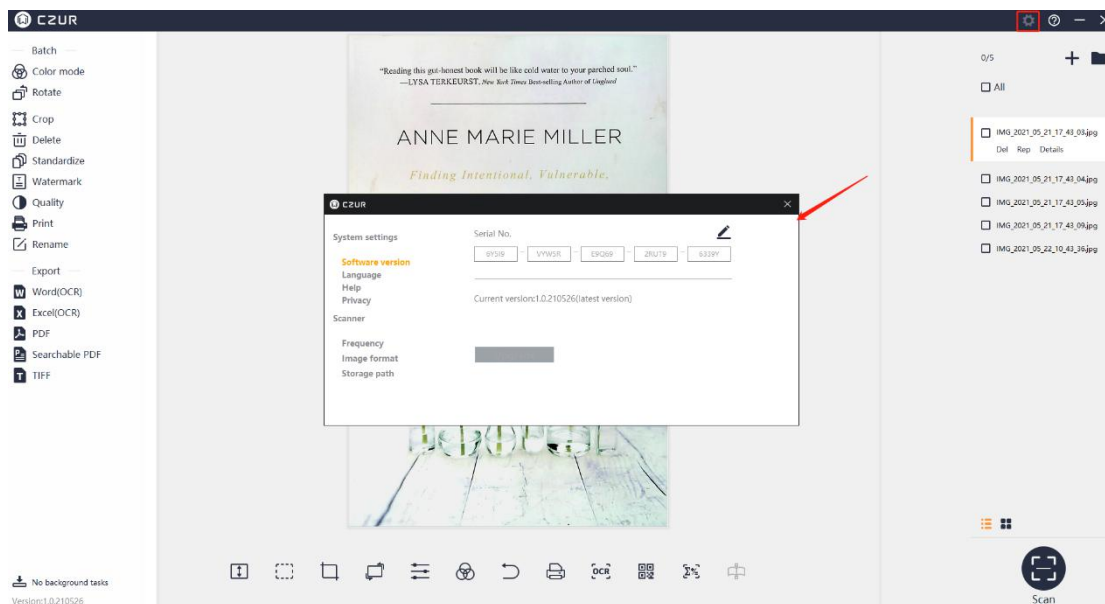 CZUR
Batch
Color mode
Rotate
Crop
Delete
Standardize
Watermark
Quality
Print
Rename
Export
Word(OCR)
Excel(OCR)
PDF
Searchable PDF
TIFF
No background tasks
Version:1.0.210526
"Reading this gut-honest book will be like cold water to your parched soul."
—LYSA TERKEURST, New York Times Best-selling Author of Uninvited
ANNE MARIE MILLER
Finding Intentional, Vulnerable,
CZUR
System settings
Software version
Language
Help
Privacy
Scanner
Frequency
Image format
Storage path
Serial No.
VYWSR - E9Q69 - 2RUT9 - 6339Y
Current version:1.0.210526(latest version)
OCR
0/5
All
IMG_2021_05_21_17_43_03.jpg
Del Rep Details
IMG_2021_05_21_17_43_04.jpg
IMG_2021_05_21_17_43_05.jpg
IMG_2021_05_21_17_43_09.jpg
IMG_2021_05_22_10_43_36.jpg
Scan